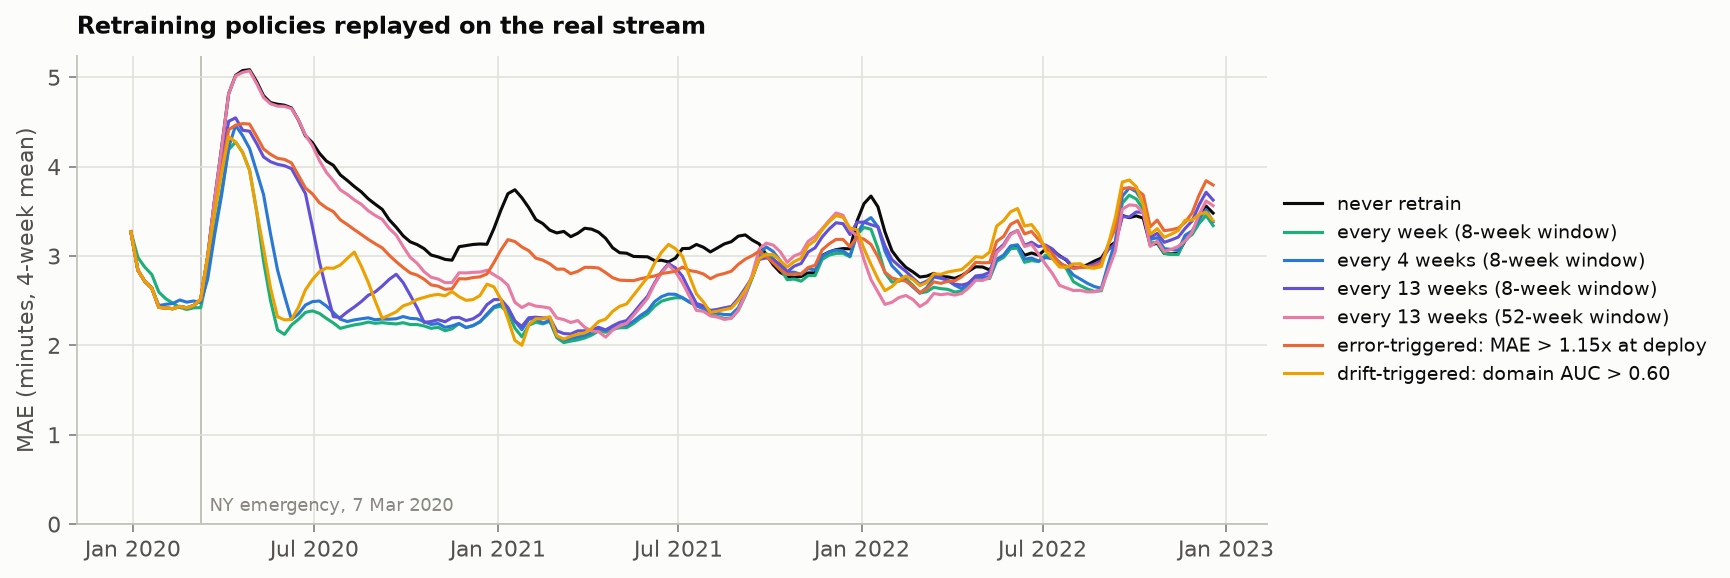 Retraining policies replayed on the real stream
MAE (minutes, 4-week mean)
5
4
3
2
1
0
NY emergency, 7 Mar 2020
Jan 2020
Jul 2020
Jan 2021
Jul 2021
Jan 2022
Jul 2022
Jan 2023
never retrain
every week (8-week window)
every 4 weeks (8-week window)
every 13 weeks (8-week window)
every 13 weeks (52-week window)
error-triggered: MAE > 1.15x at deploy
drift-triggered: domain AUC > 0.60